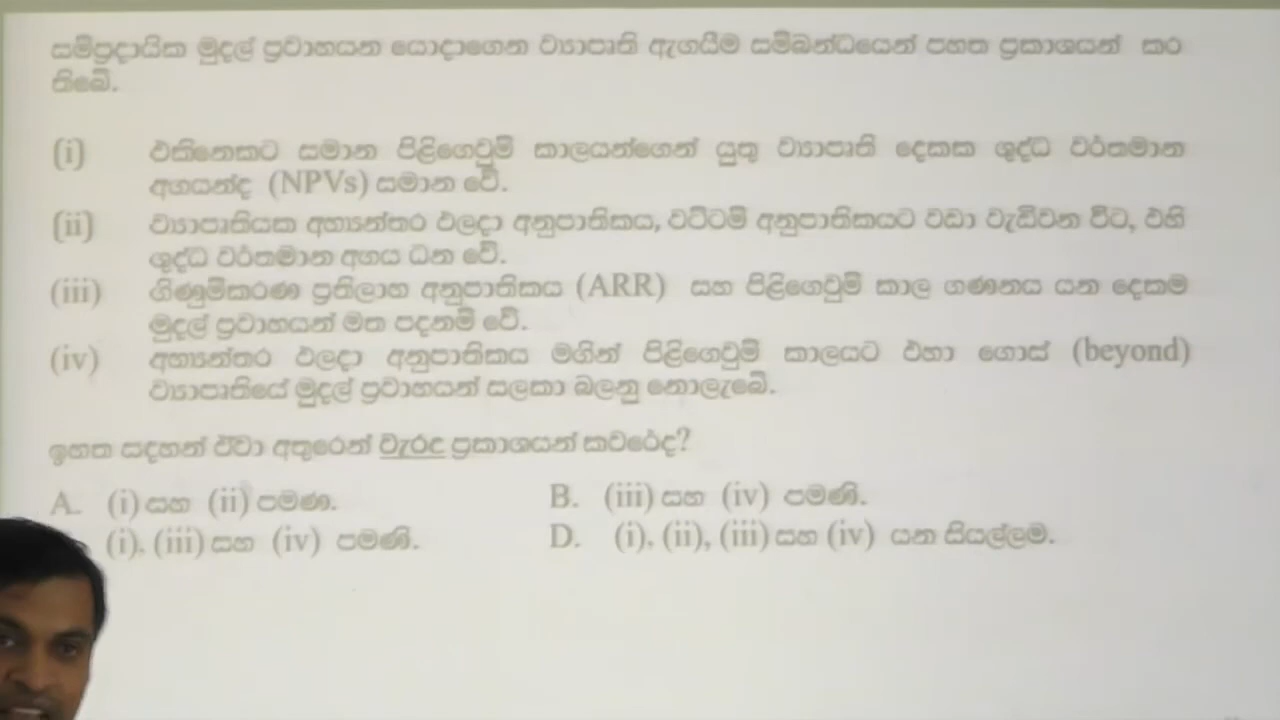 සම්ප්‍රදායික මුදල් ප්‍රවාහයන යොදාගෙන ව්‍යාපෘති ඇගයීම සම්බන්ධයෙන් පහත ප්‍රකාශයන් කර
තිබේ.
(i) එකිනෙකට සමාන පිළිගෙවුම් කාලයන්ගෙන් යුතු ව්‍යාපෘති දෙකක ශුද්ධ වර්තමාන
අගයන්ද (NPVs) සමාන වේ.
(ii) ව්‍යාපෘතියක අභ්‍යන්තර ඵලදා අනුපාතිකය, වට්ටම් අනුපාතිකයට වඩා වැඩිවන විට, එහි
ශුද්ධ වර්තමාන අගය ධන වේ.
(iii) ගිණුම්කරණ ප්‍රතිලාභ අනුපාතිකය (ARR) සහ පිළිගෙවුම් කාල ගණනය යන දෙකම
මුදල් ප්‍රවාහයන් මත පදනම් වේ.
(iv) අභ්‍යන්තර ඵලදා අනුපාතිකය මගින් පිළිගෙවුම් කාලයට එහා ගොස් (beyond)
ව්‍යාපෘතියේ මුදල් ප්‍රවාහයන් සලකා බලනු නොලැබේ.
ඉහත සඳහන් ඒවා අතුරෙන් වැරදි ප්‍රකාශයන් කවරේද?
A. (i) සහ (ii) පමණ. B. (iii) සහ (iv) පමණි.
(i). (iii) සහ (iv) පමණි. D. (i). (ii), (iii) සහ (iv) යන සියල්ලම.